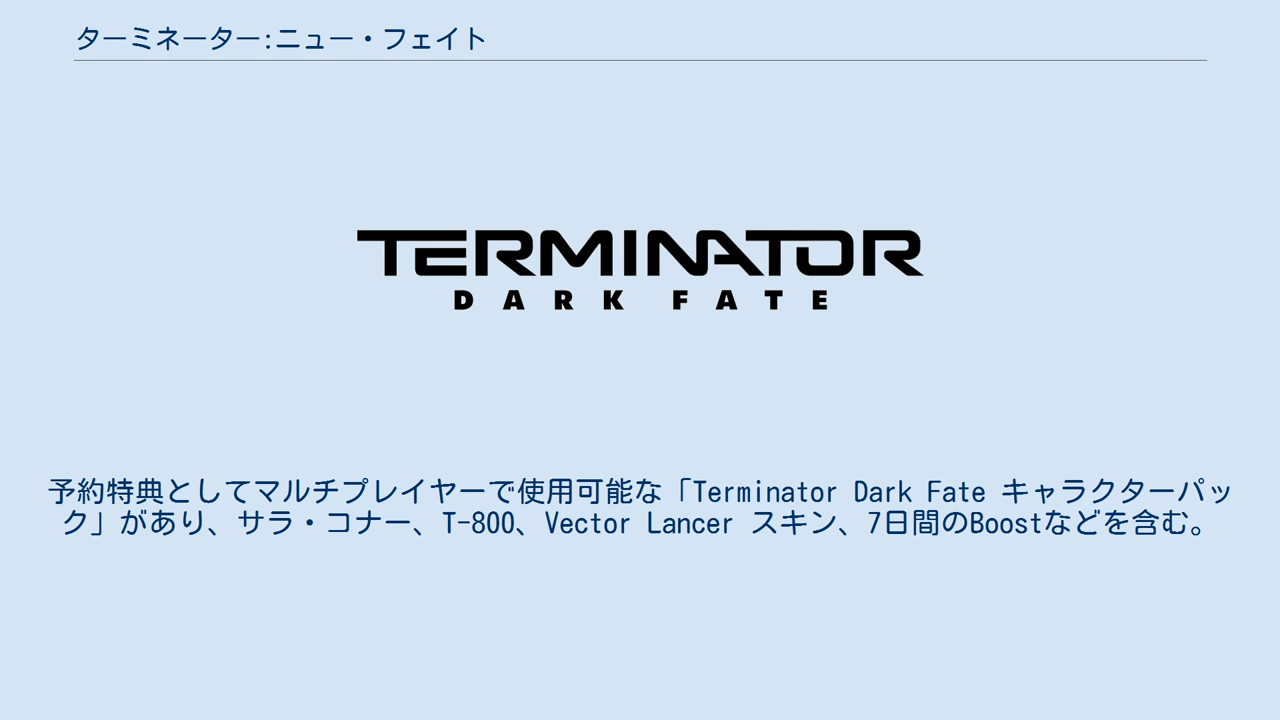 ターミネーター:ニュー・フェイト
TERMINATOR
DARK FATE
予約特典としてマルチプレイヤーで使用可能な「Terminator Dark Fate キャラクターパッ
ク」があり、サラ・コナー、T-800、Vector Lancer スキン、7日間のBoostなどを含む。